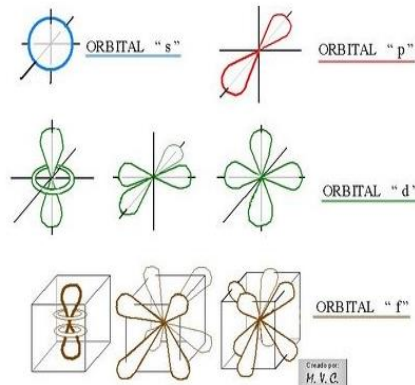 ORBITAL “s”
ORBITAL “p”
ORBITAL “d”
ORBITAL “f”
Creado por:
M. V. C.